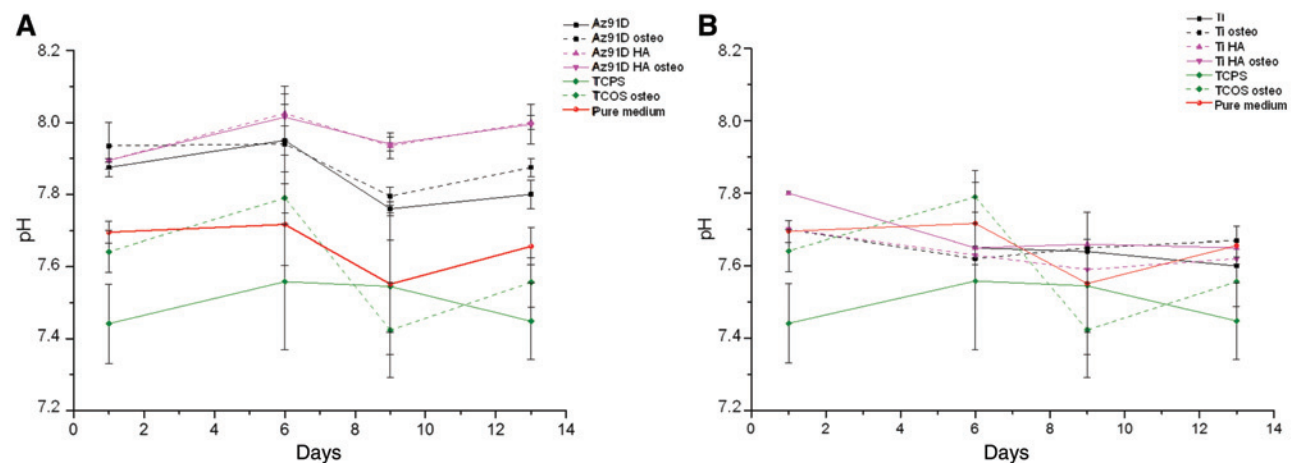 A
Az91D
Az91D osteo
Az91D HA
Az91D HA osteo
TCPS
TCOS osteo
Pure medium
8.2
8.0
7.8
7.6
7.4
7.2
pH
0 2 4 6 8 10 12 14
Days
B
Ti
Ti osteo
Ti HA
Ti HA osteo
TCPS
TCOS osteo
Pure medium
8.2
8.0
7.8
7.6
7.4
7.2
pH
0 2 4 6 8 10 12 14
Days